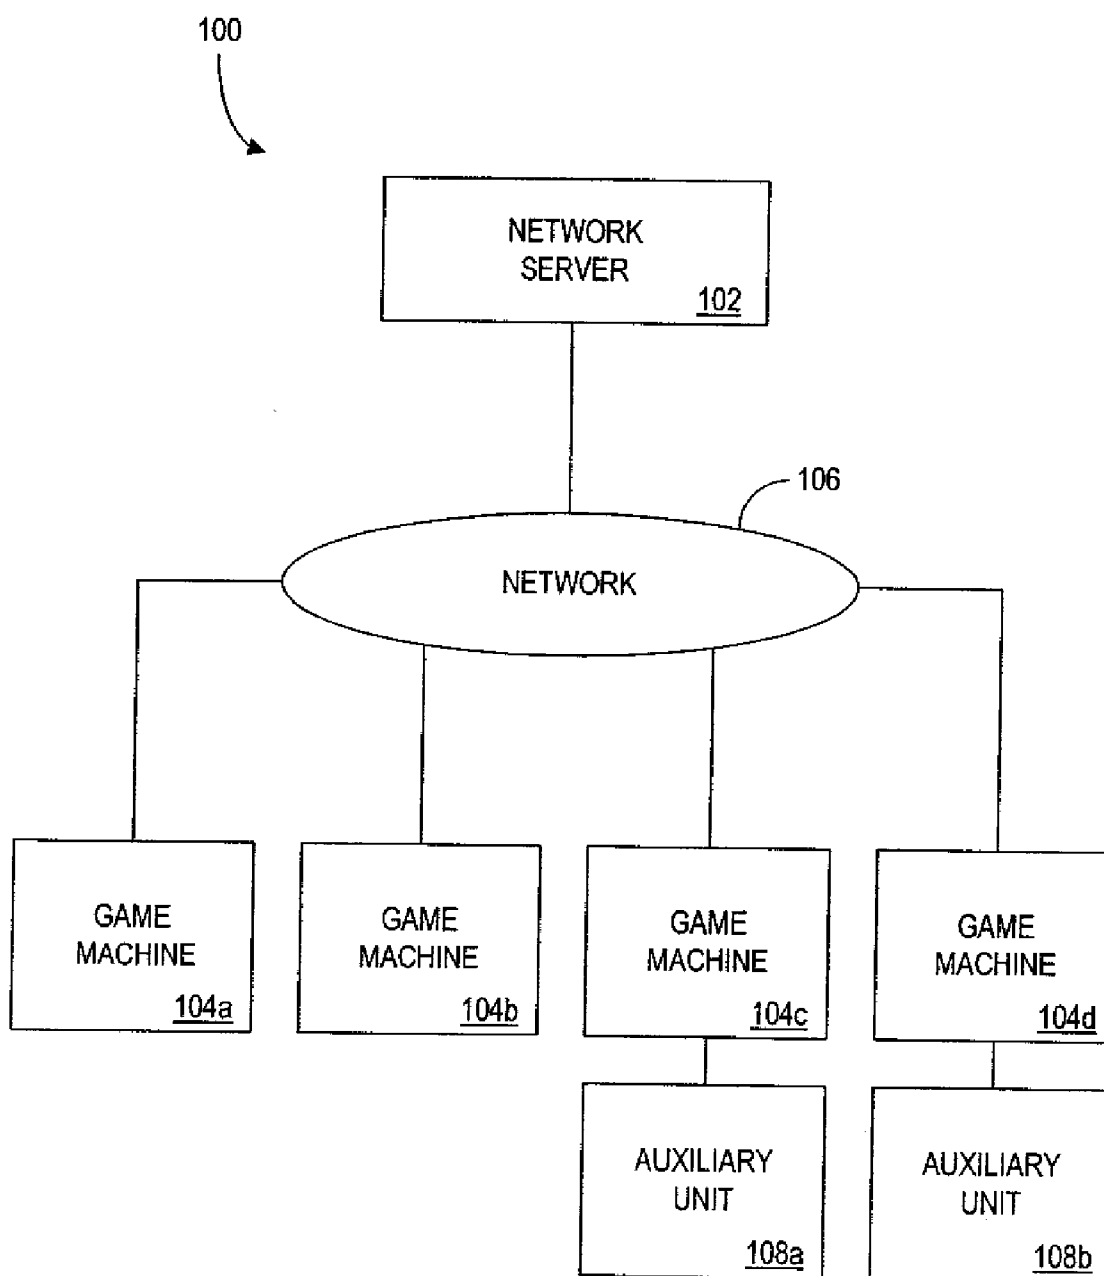 100
NETWORK
SERVER
102
106
NETWORK
GAME
MACHINE
104a
GAME
MACHINE
104b
GAME
MACHINE
104c
GAME
MACHINE
104d
AUXILIARY
UNIT
108a
AUXILIARY
UNIT
108b